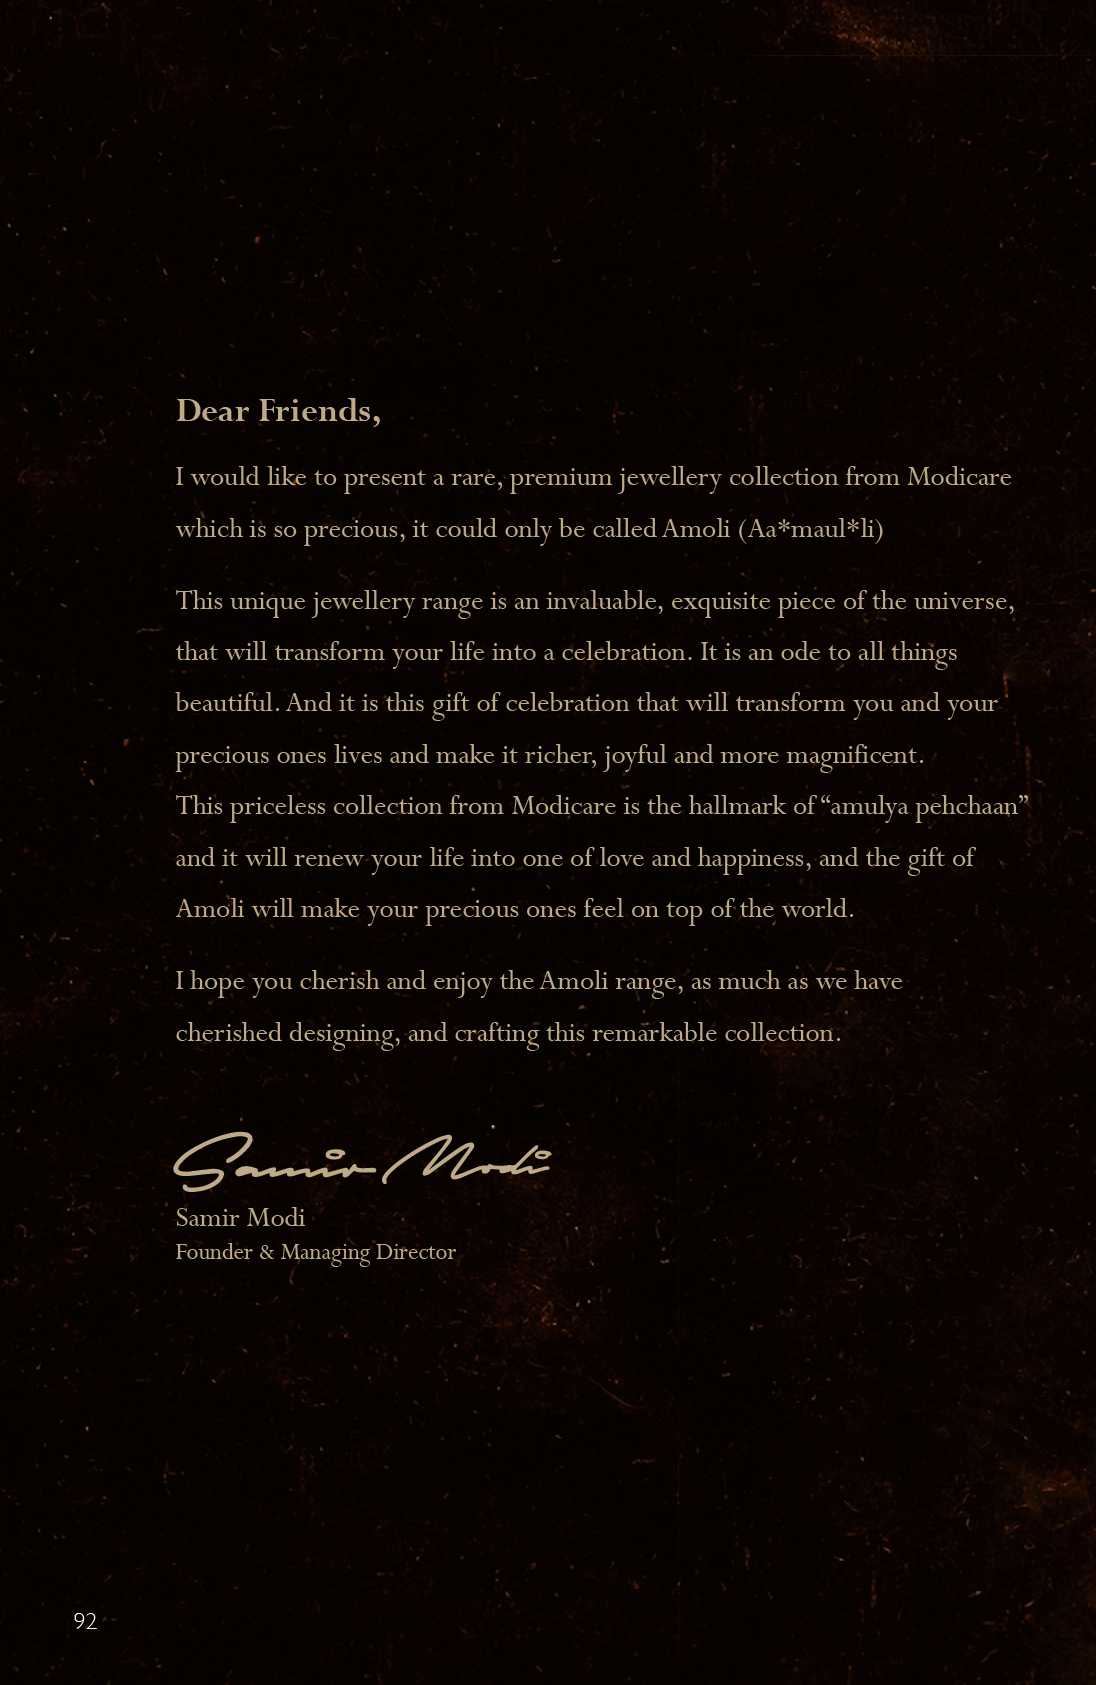 Dear Friends,
I would like to present a rare, premium jewellery collection from Modicare
which is so precious, it could only be called Amoli (Aa*maul*li)
This unique jewellery range is an invaluable, exquisite piece of the universe,
that will transform your life into a celebration. It is an ode to all things
beautiful. And it is this gift of celebration that will transform you and your
precious ones lives and make it richer, joyful and more magnificent.
This priceless collection from Modicare is the hallmark of “amulya pehchaan”
and it will renew your life into one of love and happiness, and the gift of
Amoli will make your precious ones feel on top of the world.
I hope you cherish and enjoy the Amoli range, as much as we have
cherished designing, and crafting this remarkable collection.
Samir Modi
Samir Modi
Founder & Managing Director
92